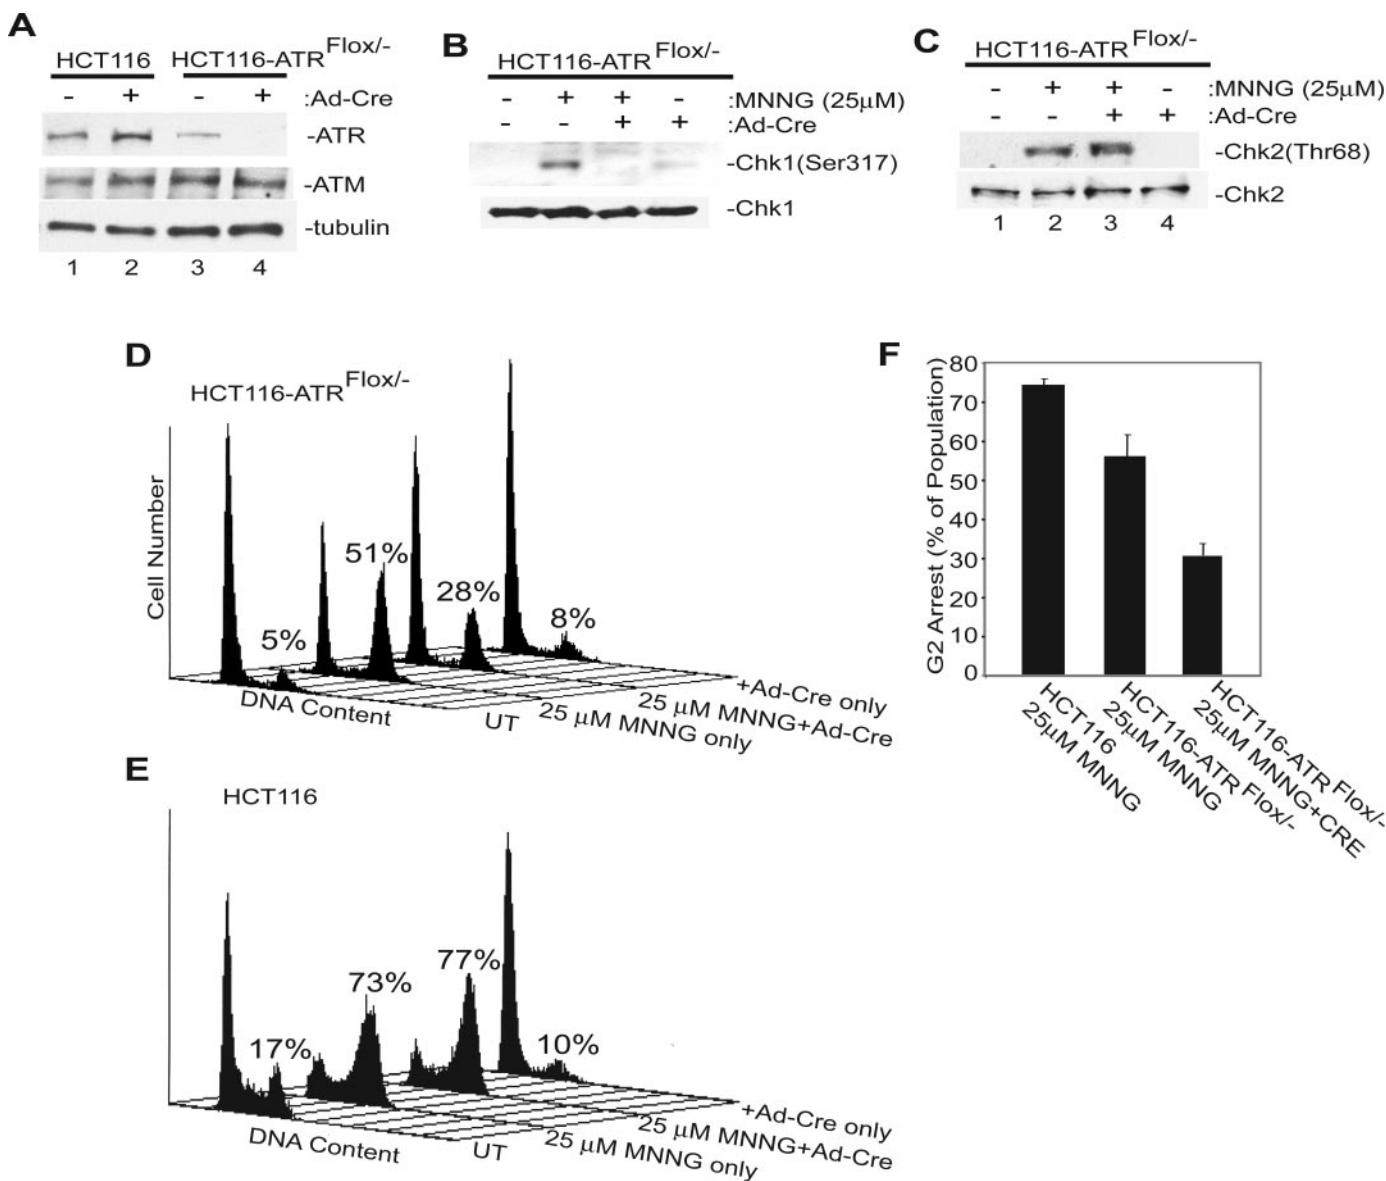 A
HCT116
HCT116-ATR Flox/-
- + - + :Ad-Cre
-ATR
-ATM
-tubulin
1 2 3 4
B
HCT116-ATR Flox/-
- + + - :MNNG (25μM)
- - + + :Ad-Cre
-Chk1(Ser317)
-Chk1
C
HCT116-ATR Flox/-
- + + - :MNNG (25μM)
- - + + :Ad-Cre
-Chk2(Thr68)
-Chk2
1 2 3 4
D
HCT116-ATR Flox/-
Cell Number
5%
51%
28%
8%
DNA Content
UT
25 μM MNNG only
25 μM MNNG+Ad-Cre
+Ad-Cre only
E
HCT116
17%
73%
77%
10%
DNA Content
UT
25 μM MNNG only
25 μM MNNG+Ad-Cre
+Ad-Cre only
F
G2 Arrest (% of Population)
80
70
60
50
40
30
20
10
0
HCT116
25μM MNNG
HCT116-ATR Flox/-
25μM MNNG
HCT116-ATR Flox/-
25μM MNNG+CRE